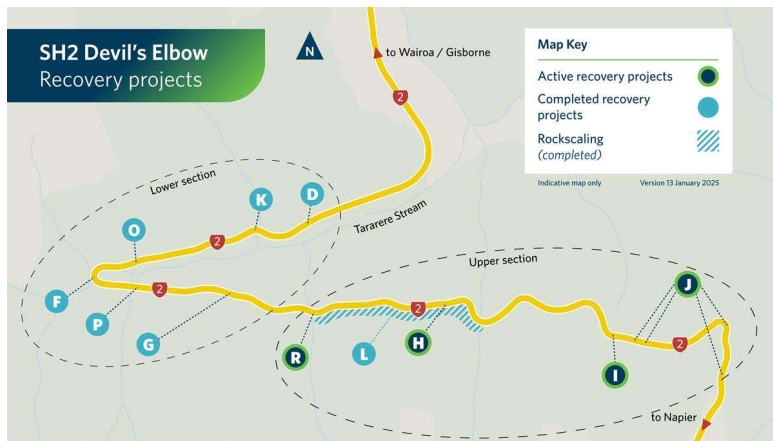 SH2 Devil's Elbow
Recovery projects
N
to Wairoa / Gisborne
Map Key
Active recovery projects
Completed recovery
projects
Rockscaling
(completed)
Indicative map only
Version 13 January 2025
2
Lower section
K
D
Tararere Stream
O
2
Upper section
F
2
J
P
2
G
R
L
H
2
I
to Napier